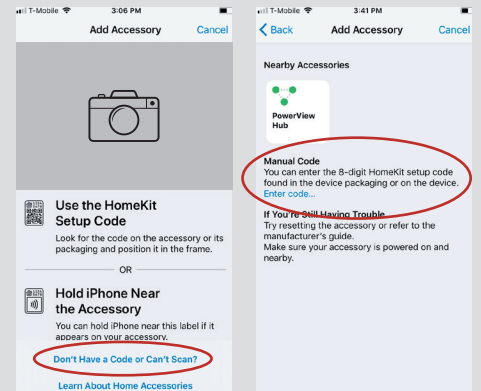 T-Mobile 3:06 PM
Add Accessory Cancel
Use the HomeKit
Setup Code
Look for the code on the accessory or its
packaging and position it in the frame.
OR
Hold iPhone Near
the Accessory
You can hold iPhone near this label if it
appears on your accessory.
Don't Have a Code or Can't Scan?
Learn About Home Accessories
T-Mobile 3:41 PM
Back Add Accessory Cancel
Nearby Accessories
PowerView
Hub
Manual Code
You can enter the 8-digit HomeKit setup code
found in the device packaging or on the device.
Enter code...
If You're Still Having Trouble
Try resetting the accessory or refer to the
manufacturer's guide.
Make sure your accessory is powered on and
nearby.